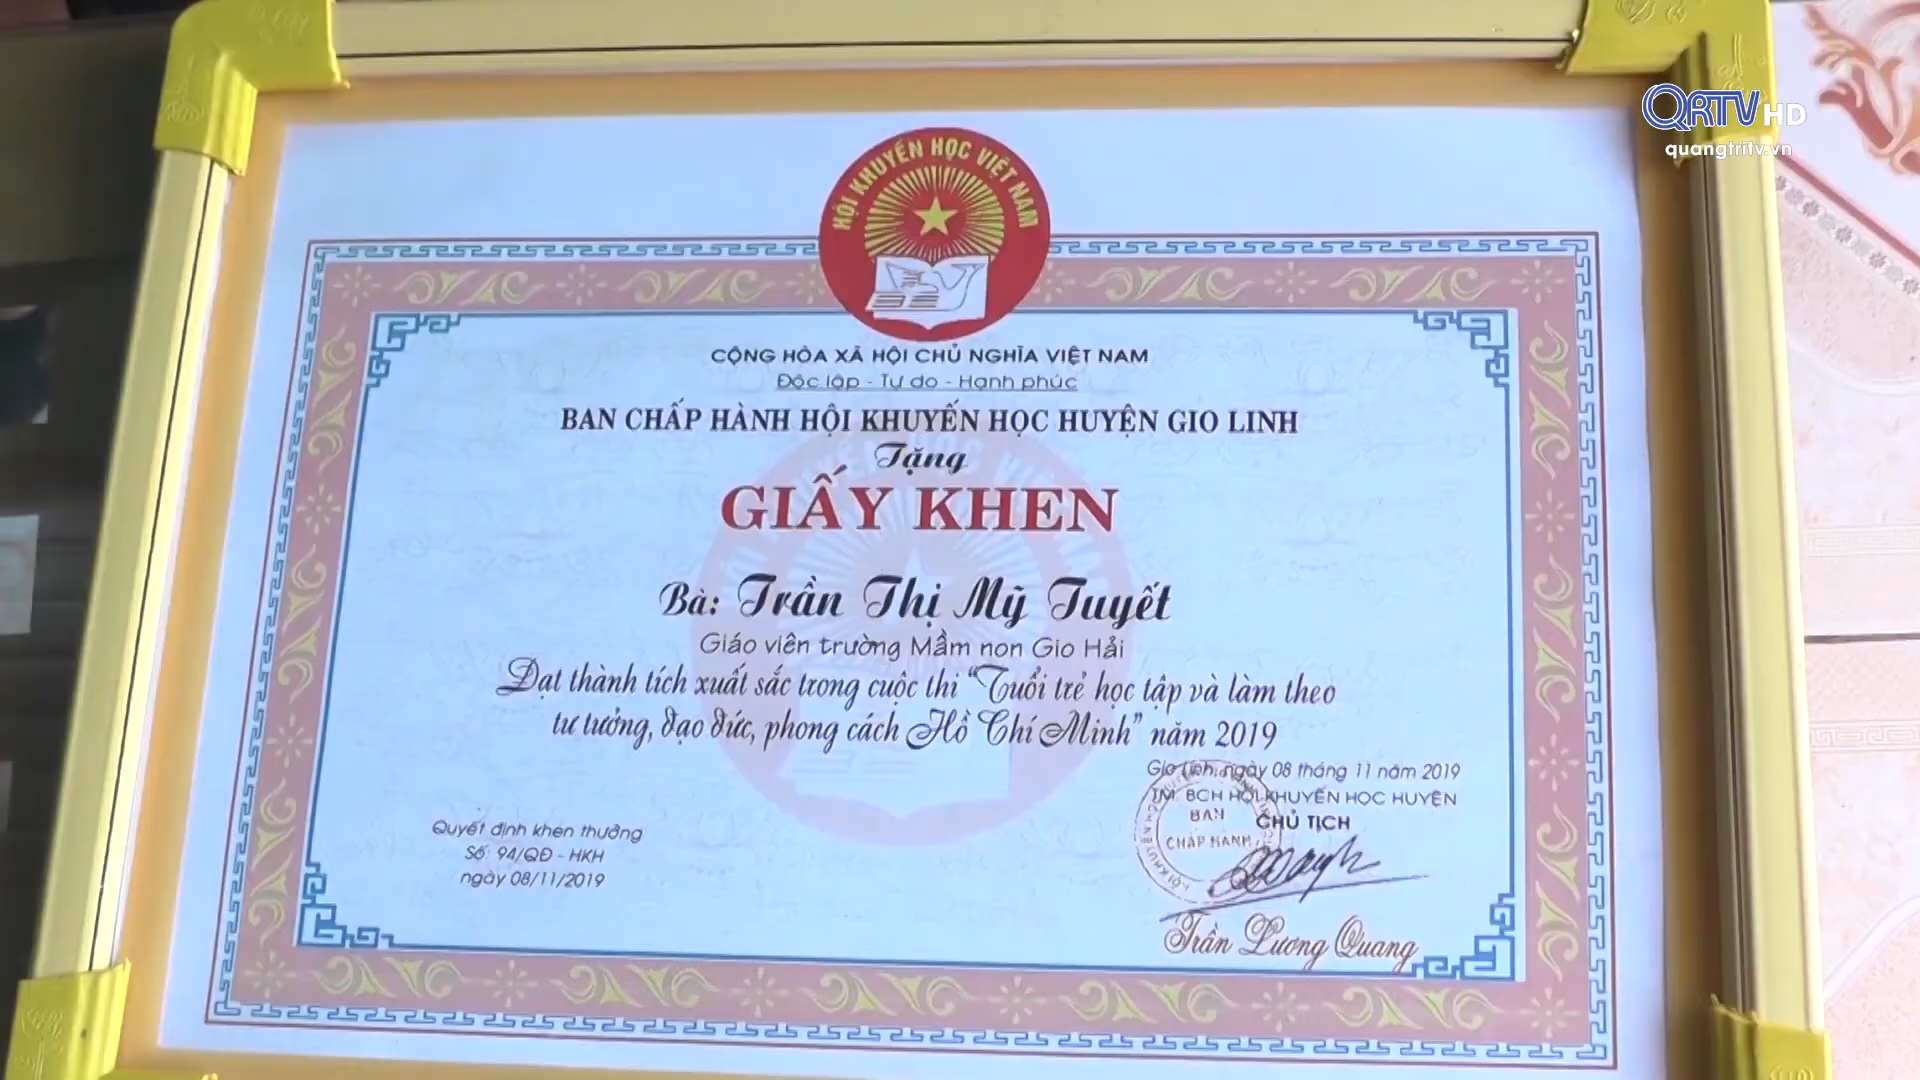 QRTV HD
quangtritv.vn
HỘI KHUYẾN HỌC VIỆT NAM
CỘNG HÒA XÃ HỘI CHỦ NGHĨA VIỆT NAM
Độc lập - Tự do - Hạnh phúc
BAN CHẤP HÀNH HỘI KHUYẾN HỌC HUYỆN GIO LINH
Tặng
GIẤY KHEN
Bà: Trần Thị Mỹ Tuyết
Giáo viên trường Mầm non Gio Hải
Đạt thành tích xuất sắc trong cuộc thi “Tuổi trẻ học tập và làm theo
tư tưởng, đạo đức, phong cách Hồ Chí Minh” năm 2019
Gio Linh, ngày 08 tháng 11 năm 2019
TM. BCH HỘI KHUYẾN HỌC HUYỆN
CHỦ TỊCH
BAN
CHẤP HÀNH
Trần Lương Quang
Quyết định khen thưởng
Số: 94/QĐ - HKH
ngày 08/11/2019